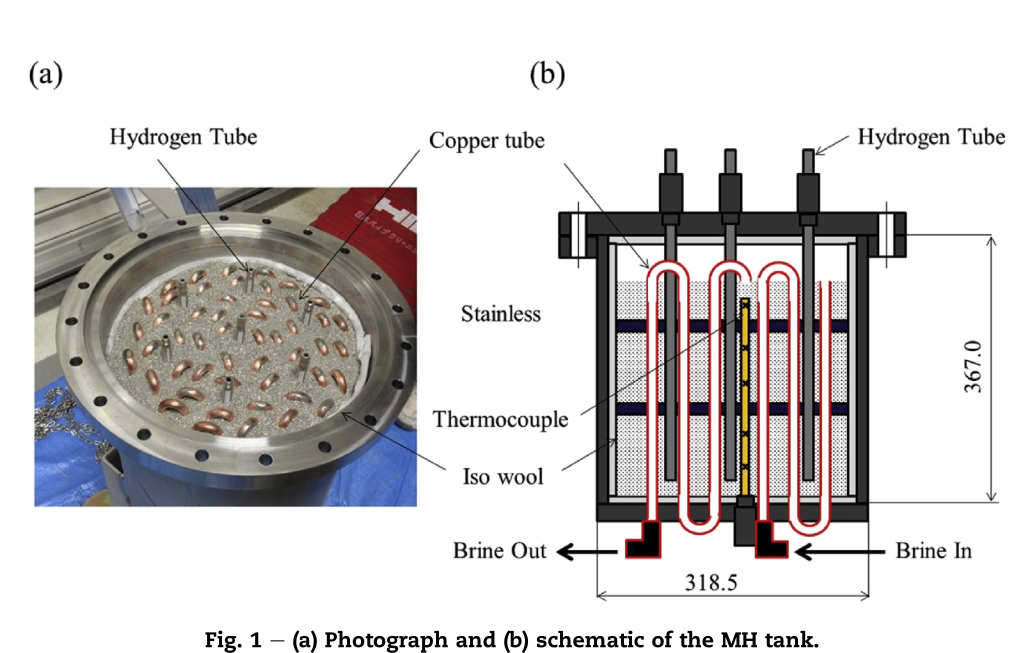 (a)
(b)
Hydrogen Tube
Copper tube
Hydrogen Tube
Stainless
Thermocouple
Iso wool
367.0
Brine Out
Brine In
318.5
Fig. 1 – (a) Photograph and (b) schematic of the MH tank.